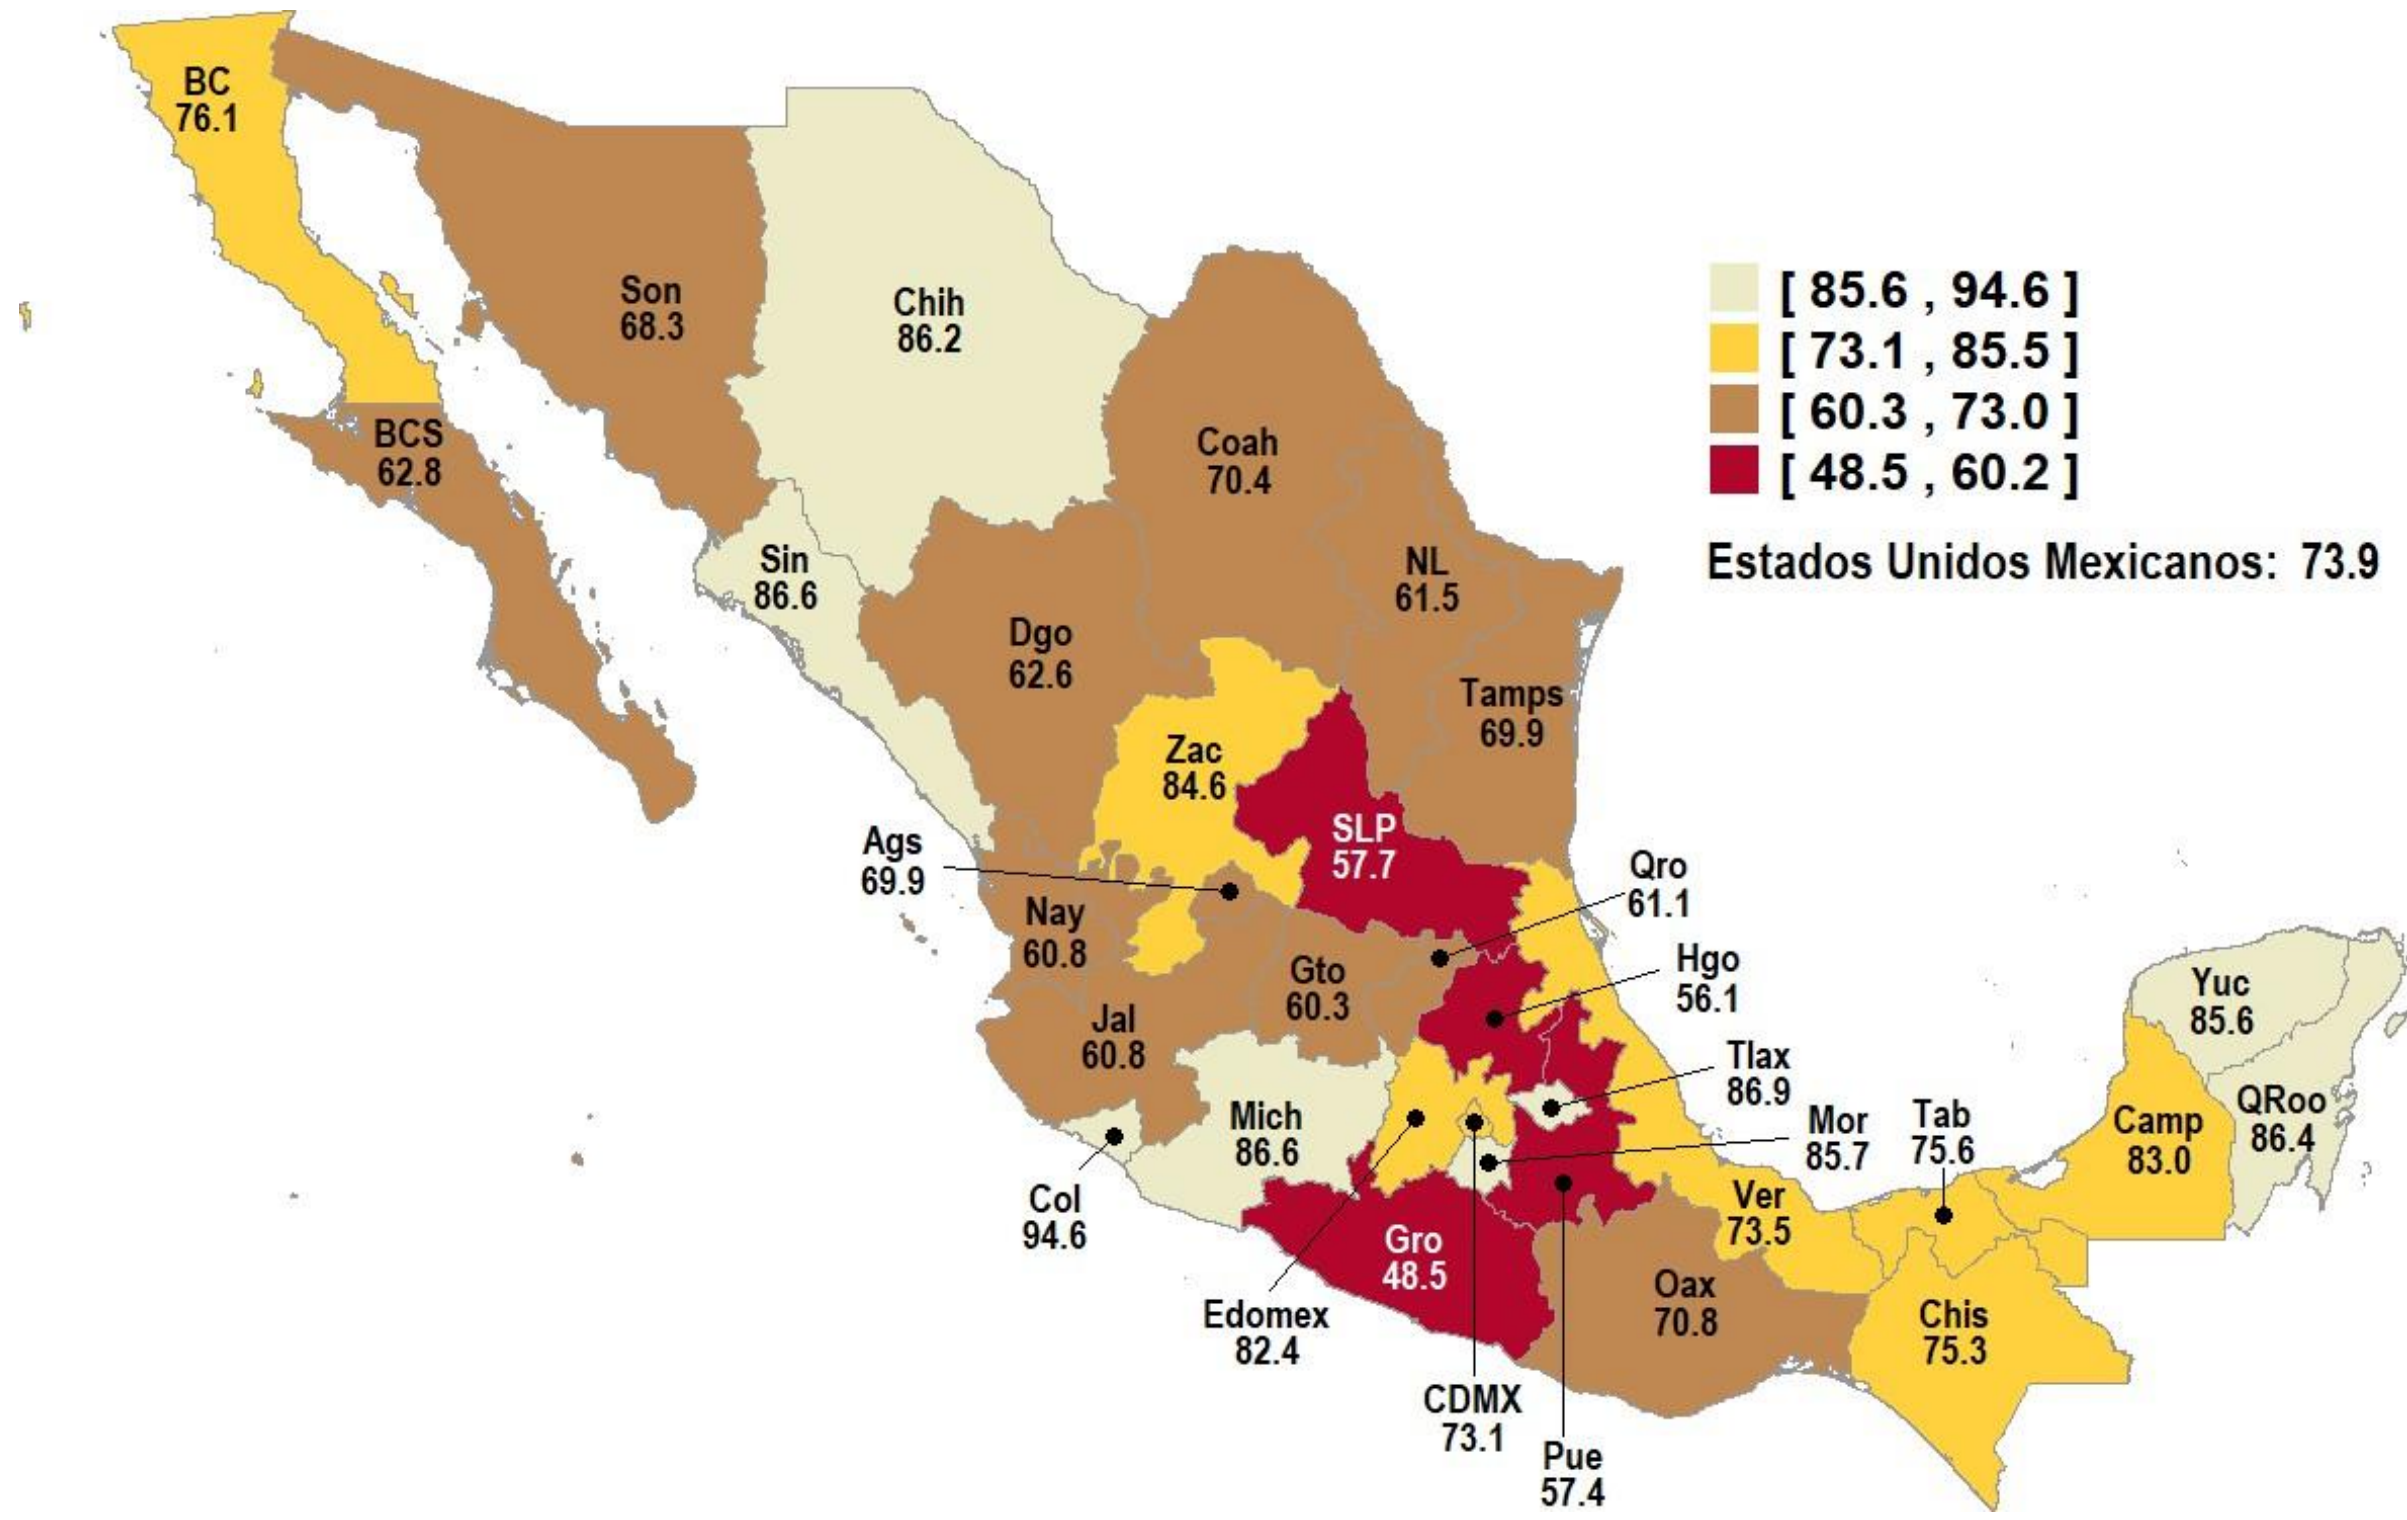 BC
76.1
Son
68.3
Chih
86.2
[ 85.6 , 94.6 ]
[ 73.1 , 85.5 ]
[ 60.3 , 73.0 ]
[ 48.5 , 60.2 ]
Estados Unidos Mexicanos: 73.9
BCS
62.8
Coah
70.4
Sin
86.6
NL
61.5
Dgo
62.6
Tamps
69.9
Zac
84.6
SLP
57.7
Ags
69.9
Qro
61.1
Nay
60.8
Hgo
56.1
Gto
60.3
Yuc
85.6
Jal
60.8
Tlax
86.9
QRoo
86.4
Mich
86.6
Mor
85.7
Tab
75.6
Camp
83.0
Col
94.6
Ver
73.5
Gro
48.5
Oax
70.8
Edomex
82.4
Chis
75.3
CDMX
73.1
Pue
57.4